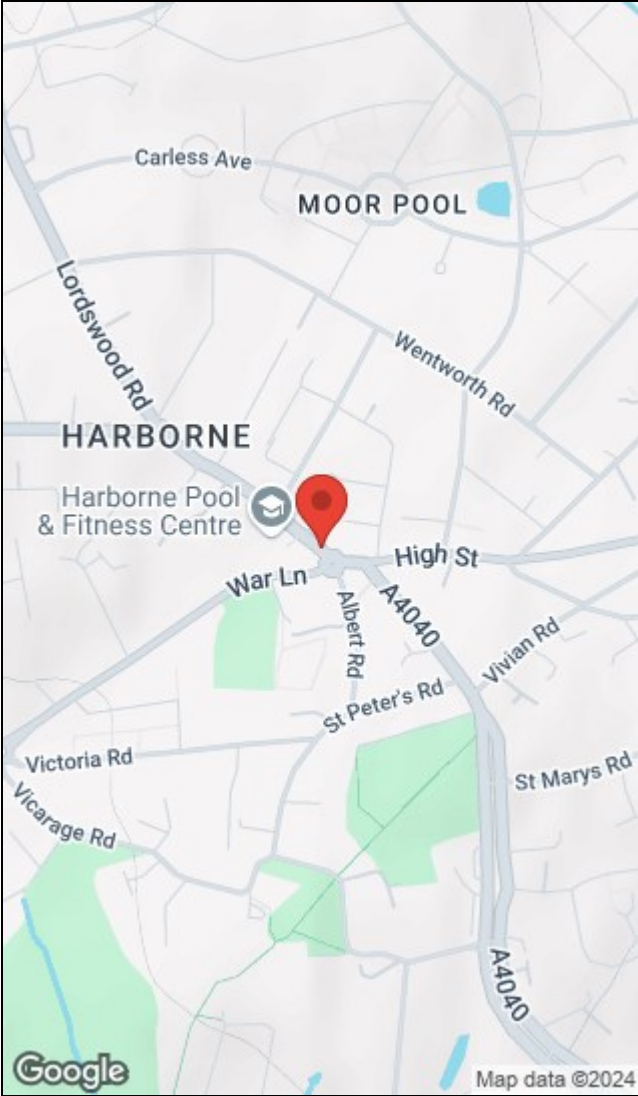 Carless Ave
MOOR POOL
Lordswood Rd
Wentworth Rd
HARBORNE
Harborne Pool
& Fitness Centre
High St
War Ln
A4040
Albert Rd
Vivian Rd
St Peter's Rd
Victoria Rd
St Marys Rd
Vicarage Rd
A4040
Google
Map data ©2024